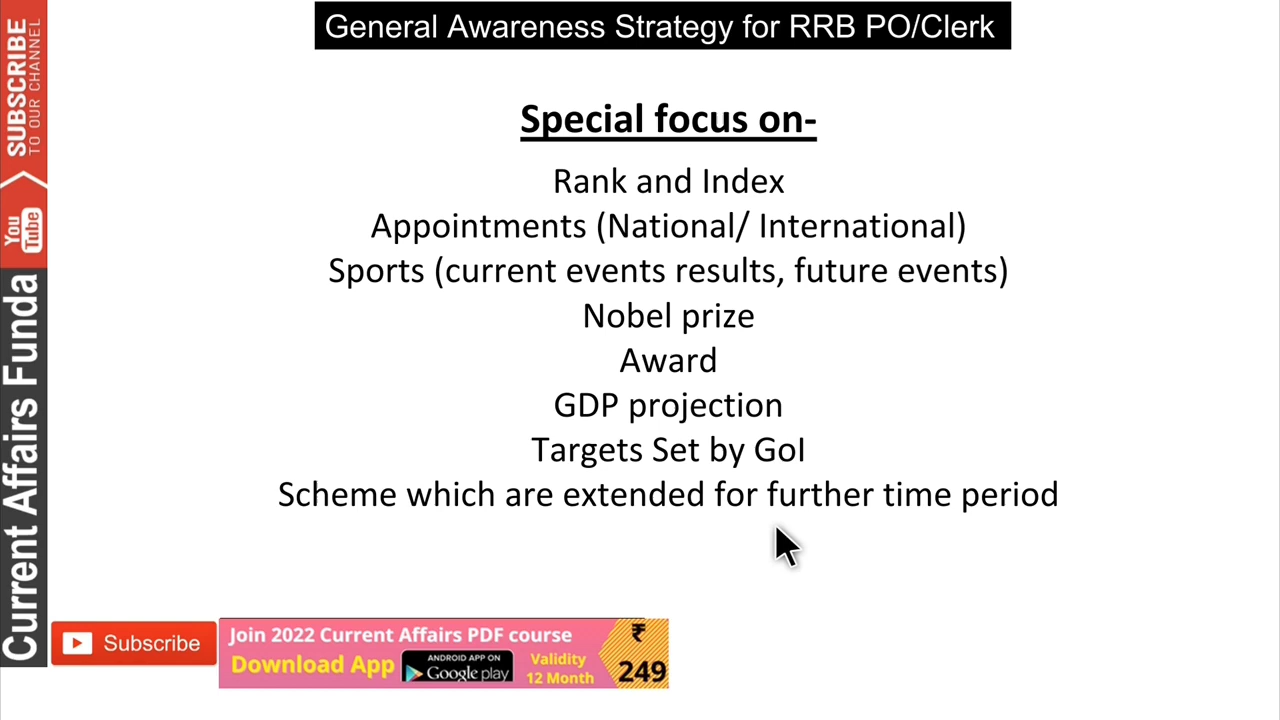 General Awareness Strategy for RRB PO/Clerk
Special focus on-
Rank and Index
Appointments (National/ International)
Sports (current events results, future events)
Nobel prize
Award
GDP projection
Targets Set by GoI
Scheme which are extended for further time period
SUBSCRIBE
TO OUR CHANNEL
You
Tube
Current Affairs Funda
Subscribe
Join 2022 Current Affairs PDF course
Download App
ANDROID APP ON
Google play
Validity
12 Month
₹
249